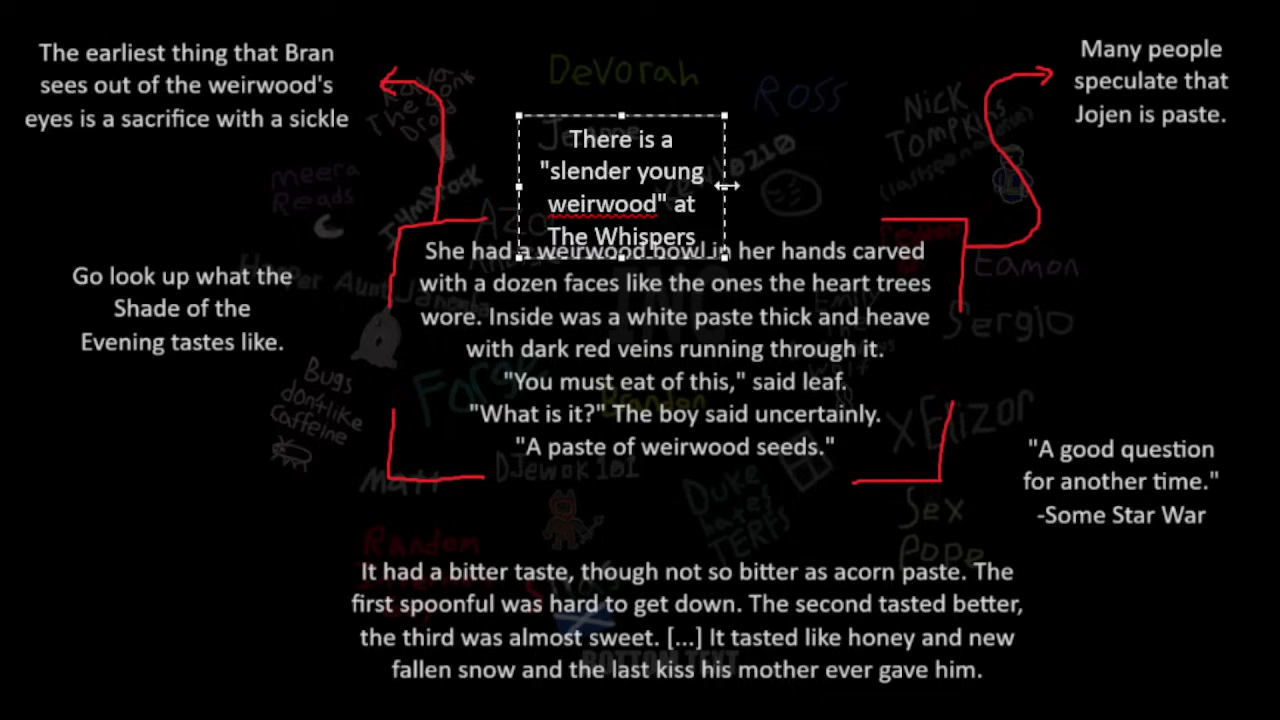 The earliest thing that Bran
sees out of the weirwood's
eyes is a sacrifice with a sickle
DeVorah
Ross
Nick
Tompkins
Many people
speculate that
Jojen is paste.
There is a
"slender young
weirwood" at
The Whispers
meera
Reads
Go look up what the
Shade of the
Evening tastes like.
She had a weirwood bowl in her hands carved
with a dozen faces like the ones the heart trees
wore. Inside was a white paste thick and heave
with dark red veins running through it.
"You must eat of this," said leaf.
"What is it?" The boy said uncertainly.
"A paste of weirwood seeds."
Eamon
Sergio
Bugs
don't like
Caffeine
Forge
Brandon
xElizor
Matt
DJewok101
Duke
hates
TERFS
Sex
Pope
"A good question
for another time."
-Some Star War
Random
It had a bitter taste, though not so bitter as acorn paste. The
first spoonful was hard to get down. The second tasted better,
the third was almost sweet. [...] It tasted like honey and new
fallen snow and the last kiss his mother ever gave him.
BOTTOM TEXT